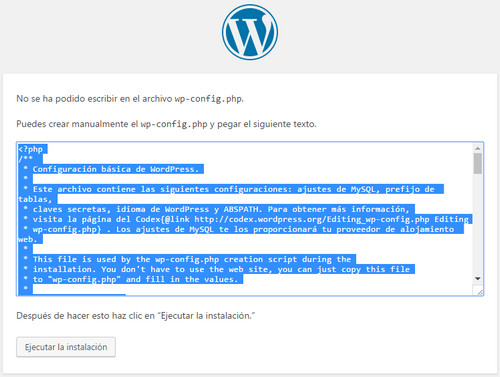 No se ha podido escribir en el archivo wp-config.php.
Puedes crear manualmente el wp-config.php y pegar el siguiente texto.
<?php
/**
* Configuración básica de WordPress.
*
* Este archivo contiene las siguientes configuraciones: ajustes de MySQL, prefijo de
tablas,
* claves secretas, idioma de WordPress y ABSPATH. Para obtener más información,
* visita la página del Codex{@link http://codex.wordpress.org/Editing_wp-config.php Editing
* wp-config.php} . Los ajustes de MySQL te los proporcionará tu proveedor de alojamiento
web.
*
* This file is used by the wp-config.php creation script during the
* installation. You don't have to use the web site, you can just copy this file
* to "wp-config.php" and fill in the values.
*
Después de hacer esto haz clic en “Ejecutar la instalación.”
Ejecutar la instalación